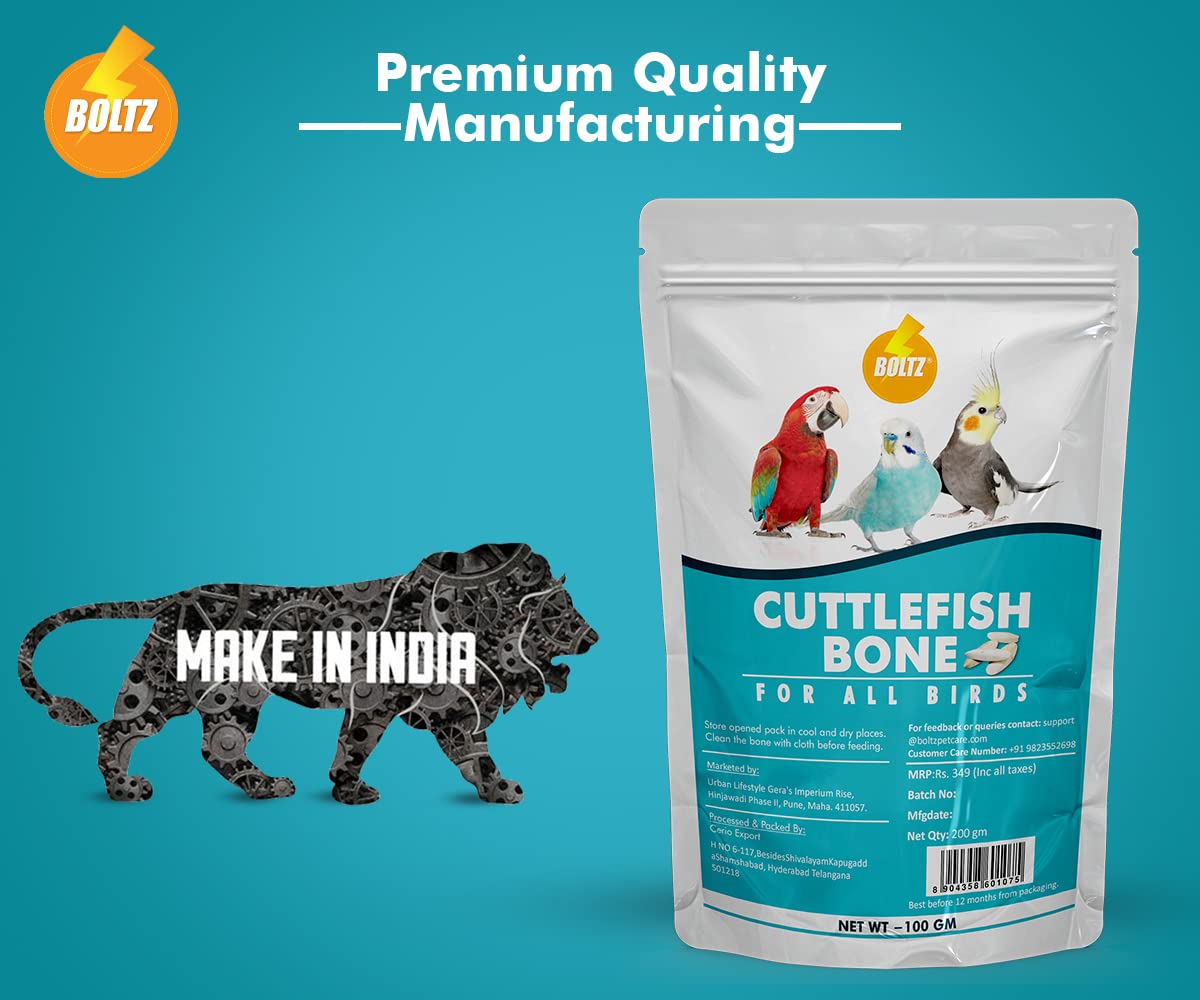 BOLTZ
Premium Quality
Manufacturing
MAKE IN INDIA
BOLTZ®
CUTTLEFISH
BONE
FOR ALL BIRDS
Store opened pack in cool and dry places.
Clean the bone with cloth before feeding.
Marketed by:
Urban Lifestyle Gera's Imperium Rise,
Hinjawadi Phase II, Pune, Maha. 411057.
Processed & Packed By:
Cerio Export
H NO 6-117,BesidesShivalayamKapugadd
aShamshabad, Hyderabad Telangana
501218
For feedback or queries contact: support
@boltzpetcare.com
Customer Care Number: +91 9823552698
MRP:Rs. 349 (Inc all taxes)
Batch No:
Mfgdate:
Net Qty: 200 gm
8 904358 601075
Best before 12 months from packaging.
NET WT –100 GM